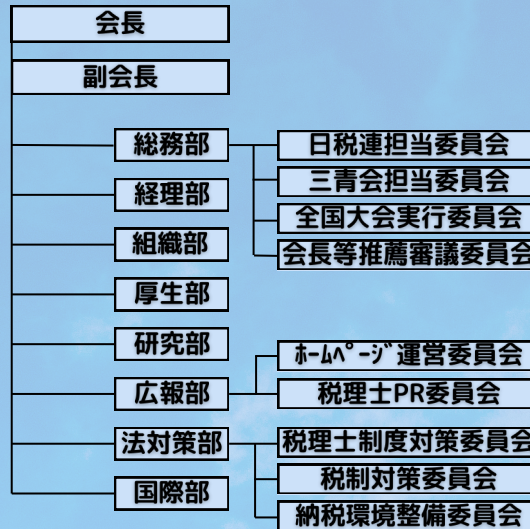 会長
副会長
総務部
日税連担当委員会
三青会担当委員会
全国大会実行委員会
会長等推薦審議委員会
経理部
組織部
厚生部
研究部
広報部
ﾎｰﾑﾍﾟｰｼﾞ運営委員会
税理士PR委員会
法対策部
税理士制度対策委員会
税制対策委員会
納税環境整備委員会
国際部